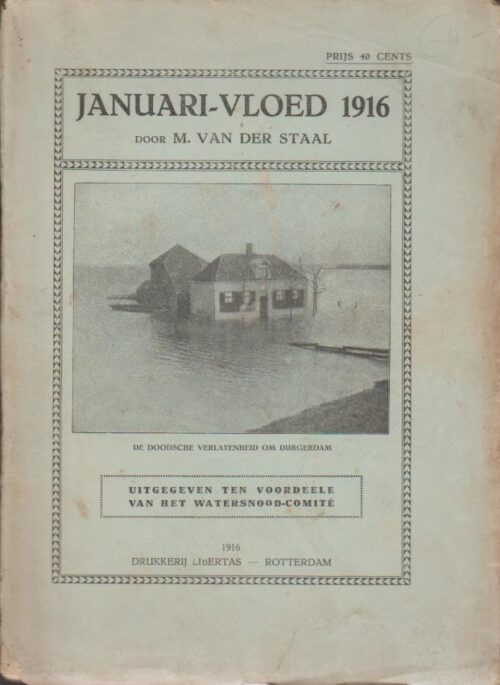 PRIJS 40 CENTS
JANUARI-VLOED 1916
DOOR M. VAN DER STAAL
DE DOODSCHE VERLATENHEID OM DURGERDAM
UITGEGEVEN TEN VOORDEELE
VAN HET WATERSNOOD-COMITÉ
1916
DRUKKERIJ LIBERTAS — ROTTERDAM